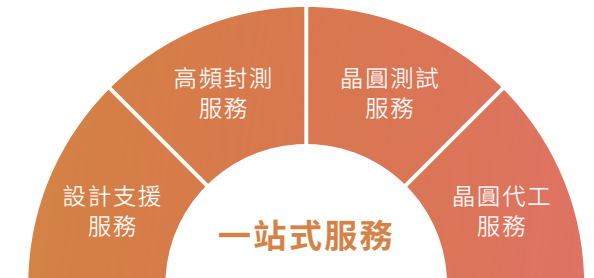 高頻封測
服務
晶圓測試
服務
設計支援
服務
晶圓代工
服務
一站式服務